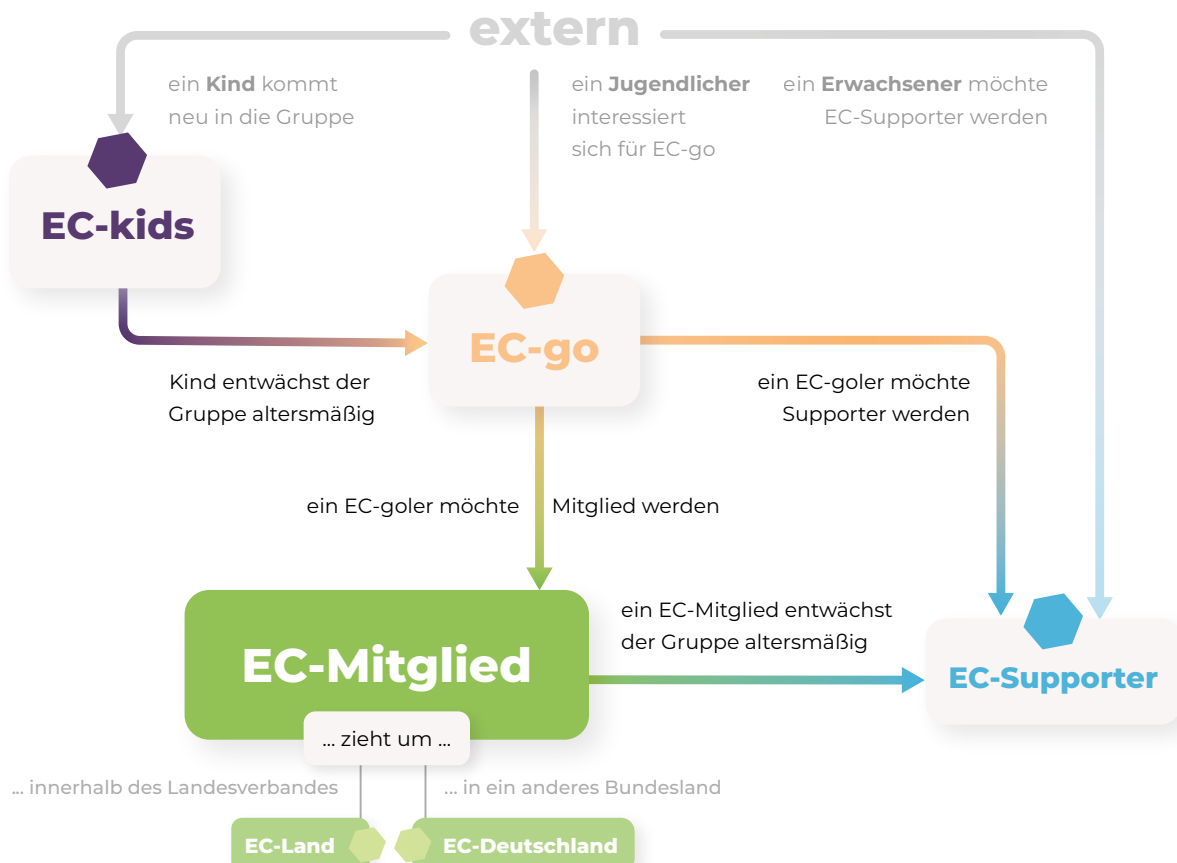 extern
ein Kind kommt
neu in die Gruppe
ein Jugendlicher
interessiert
sich für EC-go
ein Erwachsener möchte
EC-Supporter werden
EC-kids
EC-go
Kind entwächst der
Gruppe altersmäßig
ein EC-goler möchte
Supporter werden
ein EC-goler möchte Mitglied werden
EC-Mitglied
ein EC-Mitglied entwächst
der Gruppe altersmäßig
EC-Supporter
... zieht um ...
... innerhalb des Landesverbandes
... in ein anderes Bundesland
EC-Land
EC-Deutschland